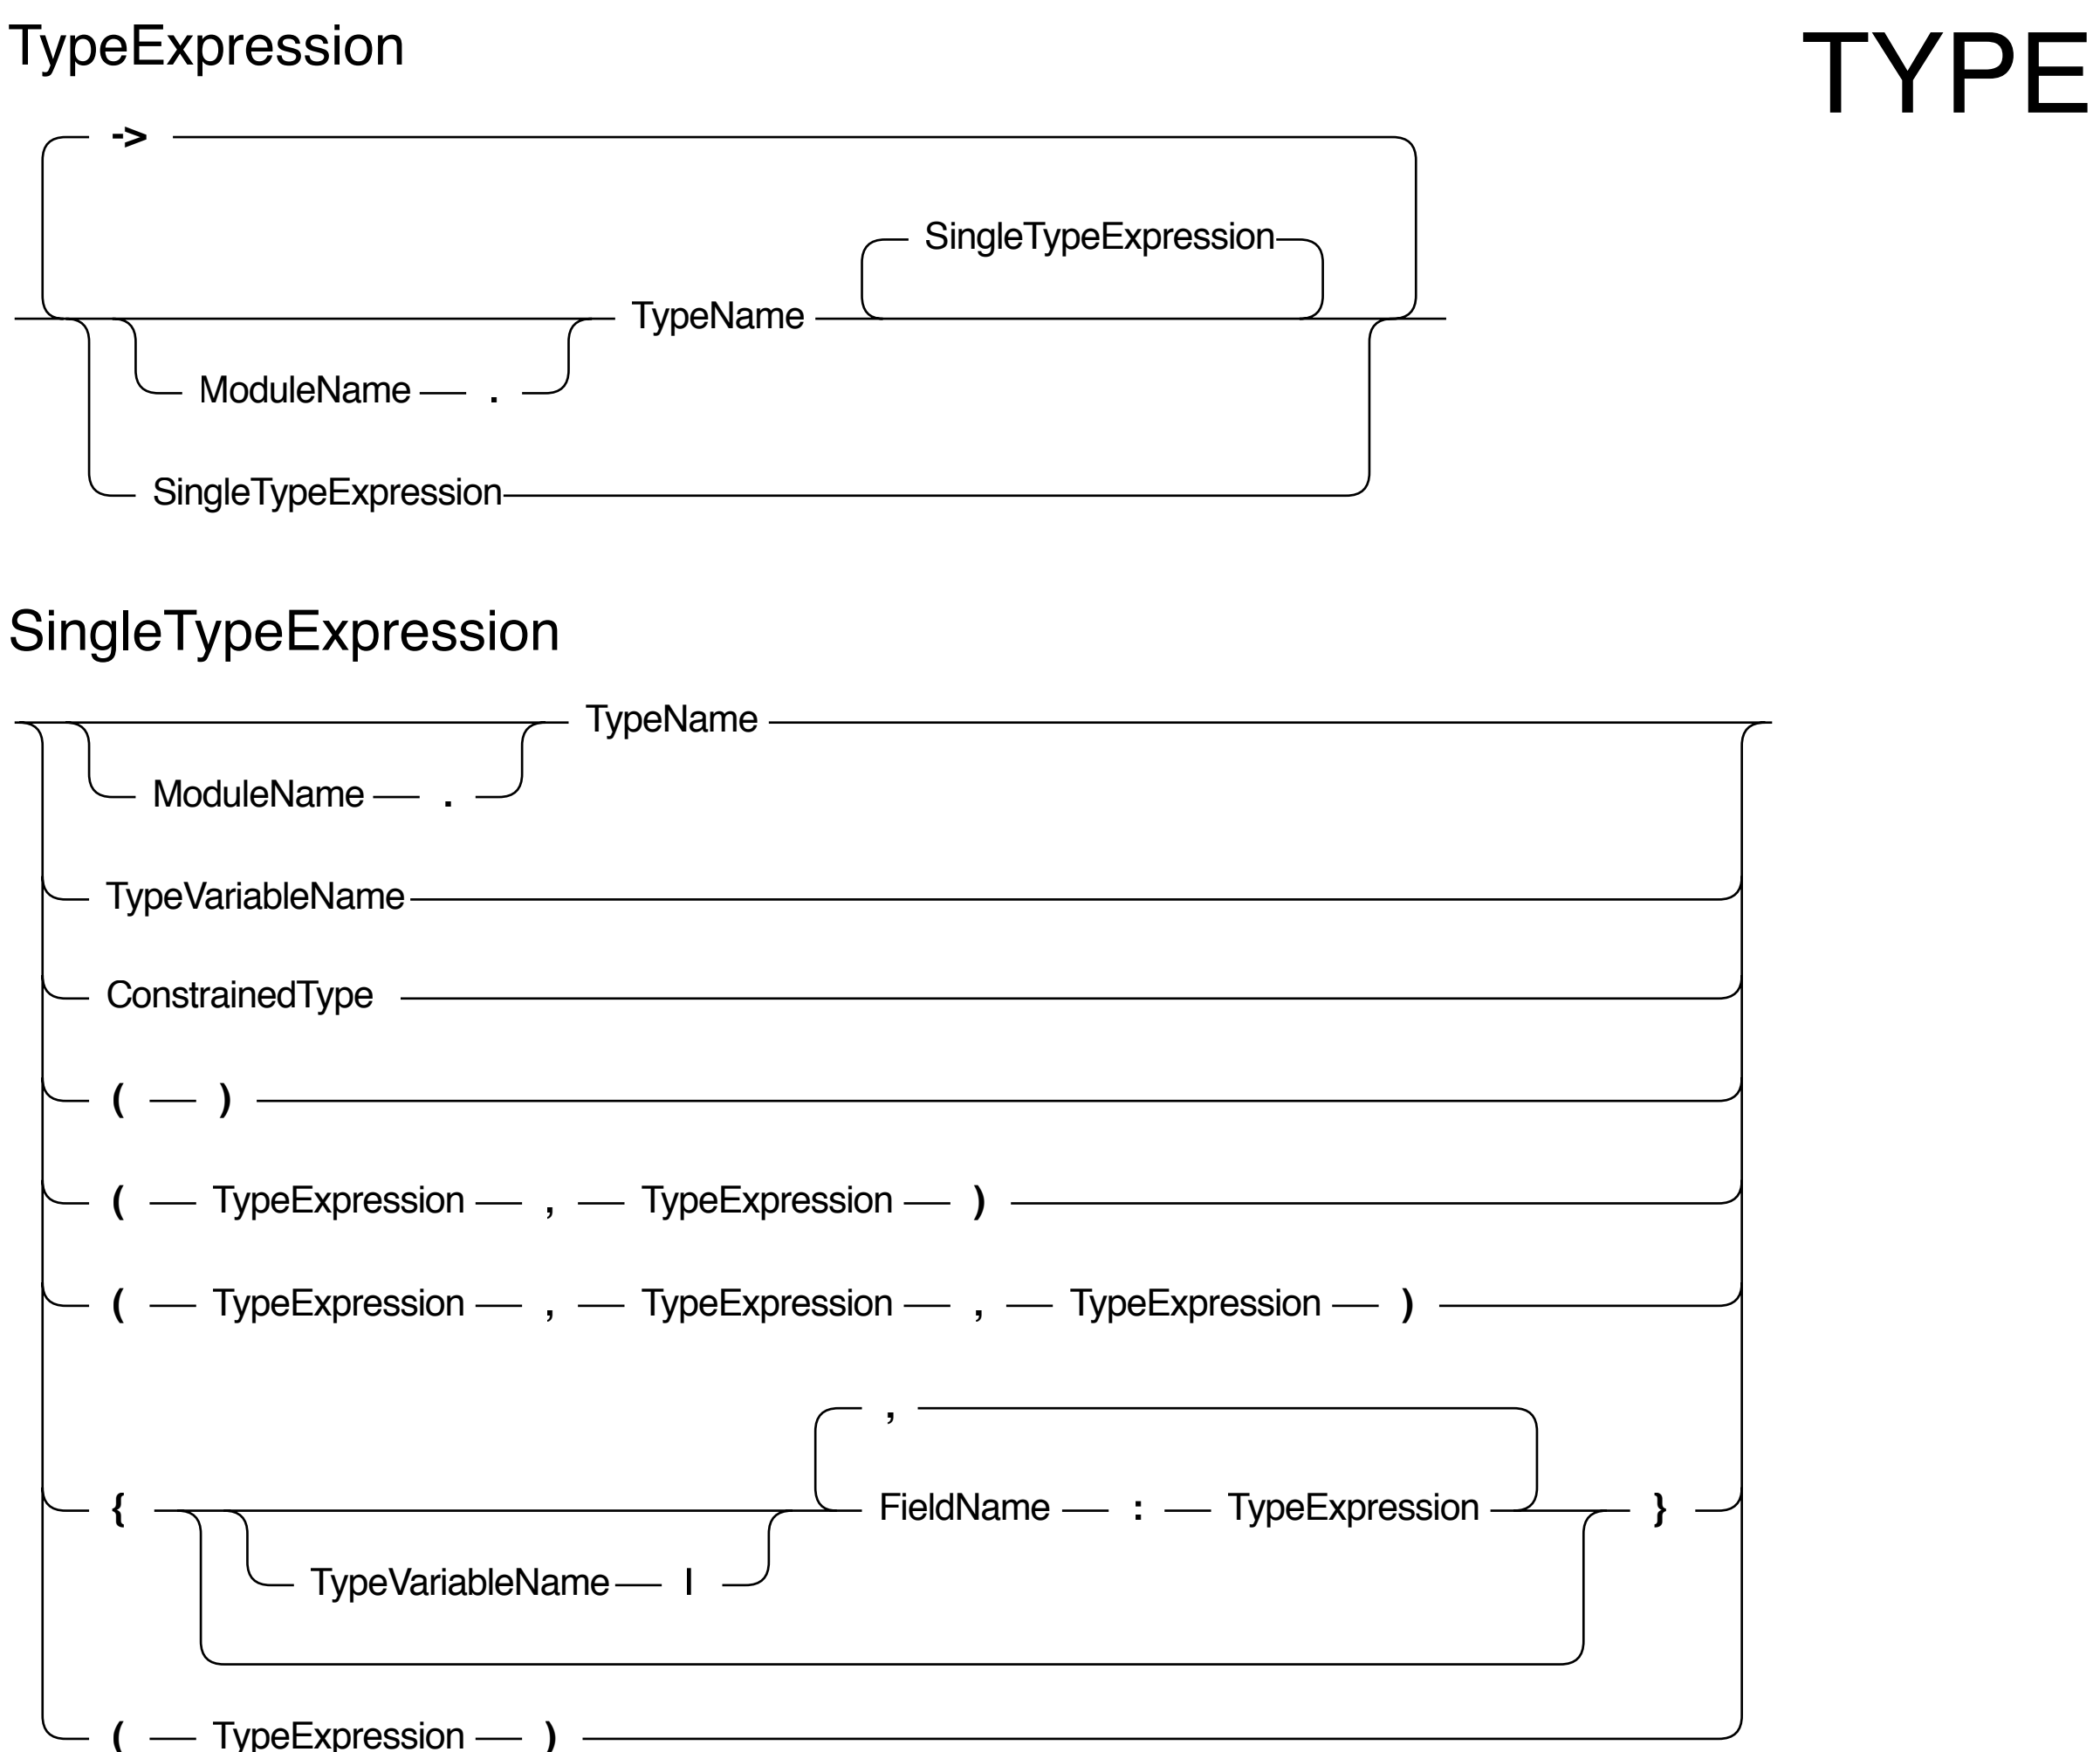 TypeExpression
TYPE
->
SingleTypeExpression
TypeName
ModuleName .
SingleTypeExpression
SingleTypeExpression
TypeName
ModuleName .
TypeVariableName
ConstrainedType
( )
( TypeExpression , TypeExpression )
( TypeExpression , TypeExpression , TypeExpression )
,
{ FieldName : TypeExpression }
TypeVariableName |
( TypeExpression )